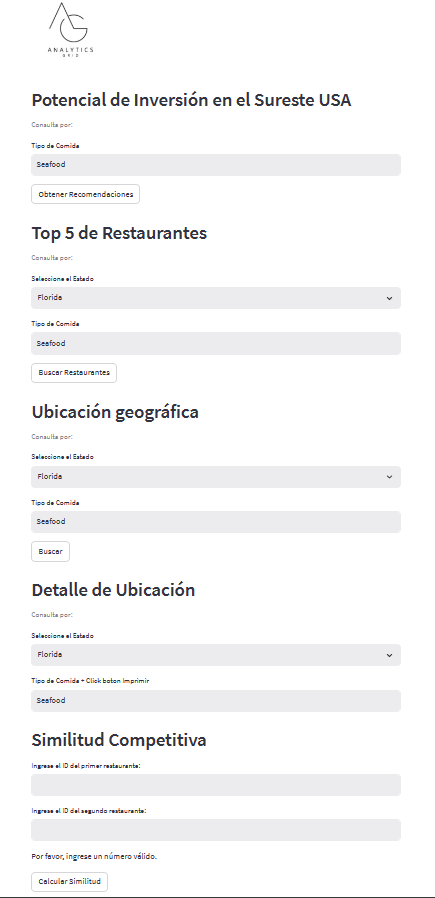 AG
ANALYTICS
GRID
Potencial de Inversión en el Sureste USA
Consulta por:
Tipo de Comida
Seafood
Obtener Recomendaciones
Top 5 de Restaurantes
Consulta por:
Seleccione el Estado
Florida
Tipo de Comida
Seafood
Buscar Restaurantes
Ubicación geográfica
Consulta por:
Seleccione el Estado
Florida
Tipo de Comida
Seafood
Buscar
Detalle de Ubicación
Consulta por:
Seleccione el Estado
Florida
Tipo de Comida + Click boton Imprimir
Seafood
Similitud Competitiva
Ingrese el ID del primer restaurante:
Ingrese el ID del segundo restaurante:
Por favor, ingrese un número válido.
Calcular Similitud